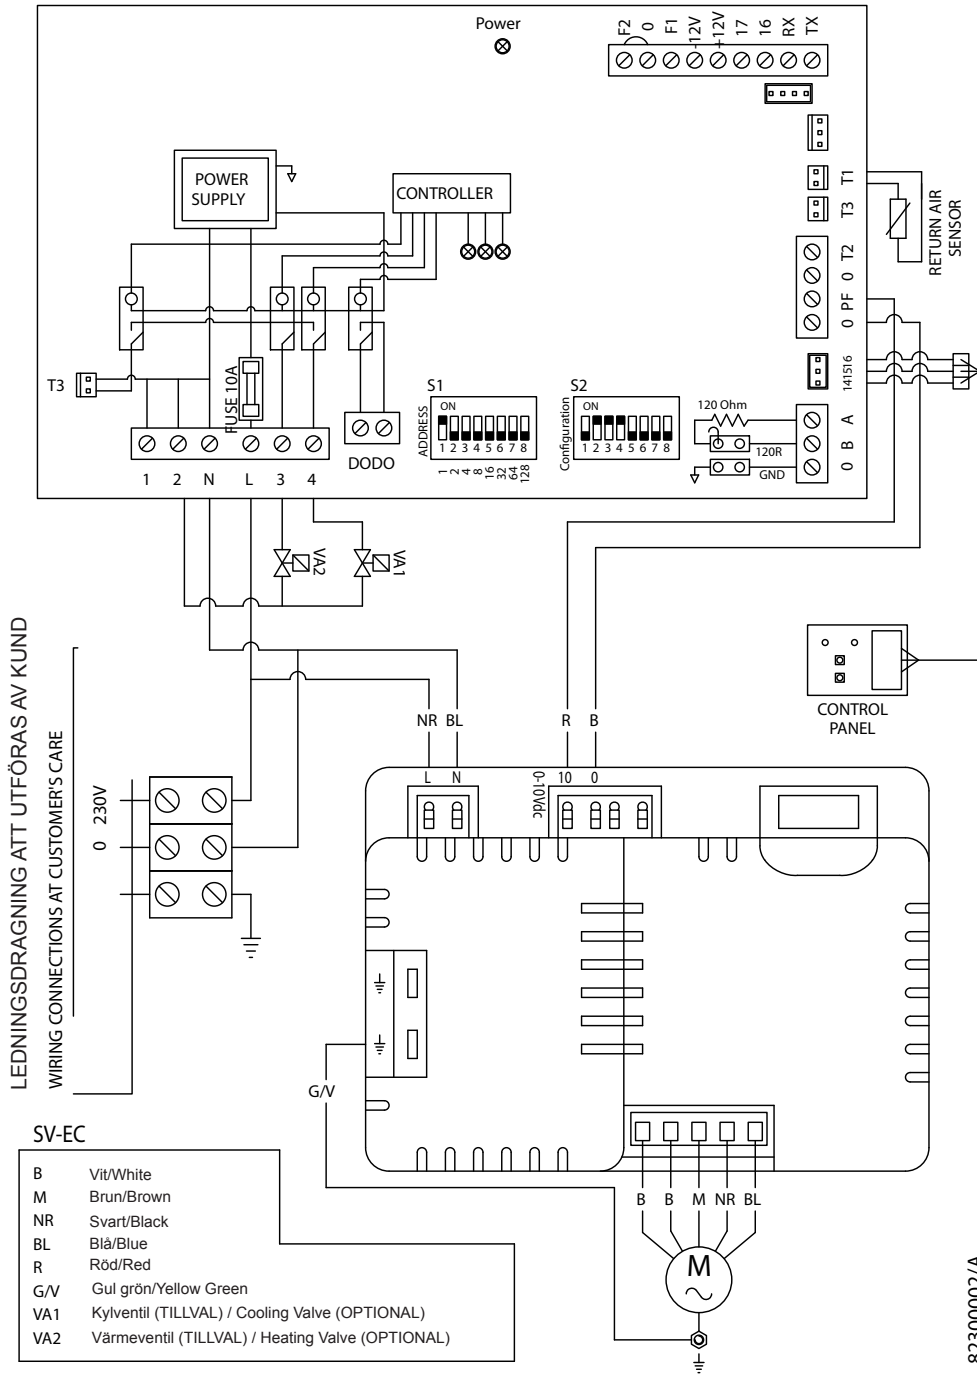 Power
F2 0 F1 -12V +12V 17 16 RX TX
POWER SUPPLY
CONTROLLER
T1
T3
RETURN AIR SENSOR
T2
0
PF
0
T3
FUSE 10A
141516
S1
ADDRESS
ON
1 2 3 4 5 6 7 8
1 2 4 8 16 32 64 128
S2
Configuration
ON
1 2 3 4 5 6 7 8
120 Ohm
120R
GND
A
B
0
DODO
1 2 N L 3 4
VA2
VA1
LEDNINGSDRAGNING ATT UTFÖRAS AV KUND
WIRING CONNECTIONS AT CUSTOMER'S CARE
0 230V
CONTROL PANEL
NR BL
R B
L N
0-10Vdc
10 0
G/V
B B M NR BL
M
SV-EC
B Vit/White
M Brun/Brown
NR Svart/Black
BL Blå/Blue
R Röd/Red
G/V Gul grön/Yellow Green
VA1 Kylventil (TILLVAL) / Cooling Valve (OPTIONAL)
VA2 Värmeventil (TILLVAL) / Heating Valve (OPTIONAL)